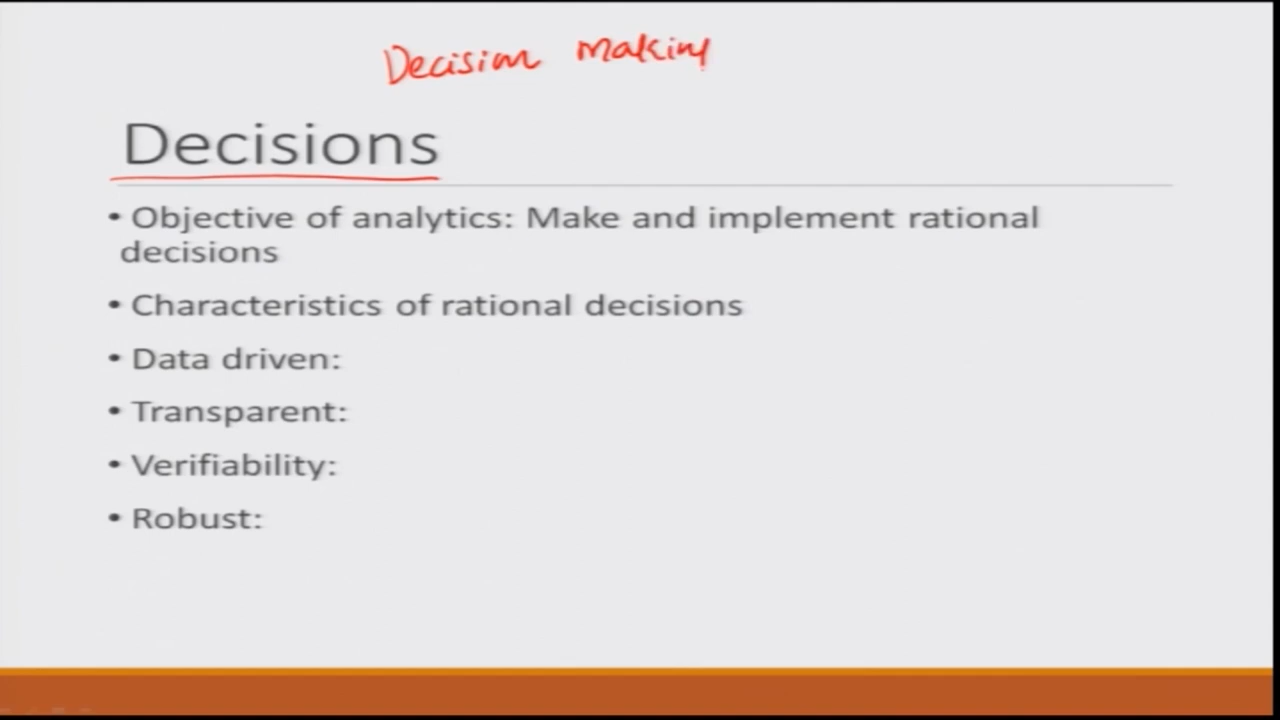 Decision Making
Decisions
• Objective of analytics: Make and implement rational
decisions
• Characteristics of rational decisions
• Data driven:
• Transparent:
• Verifiability:
• Robust: